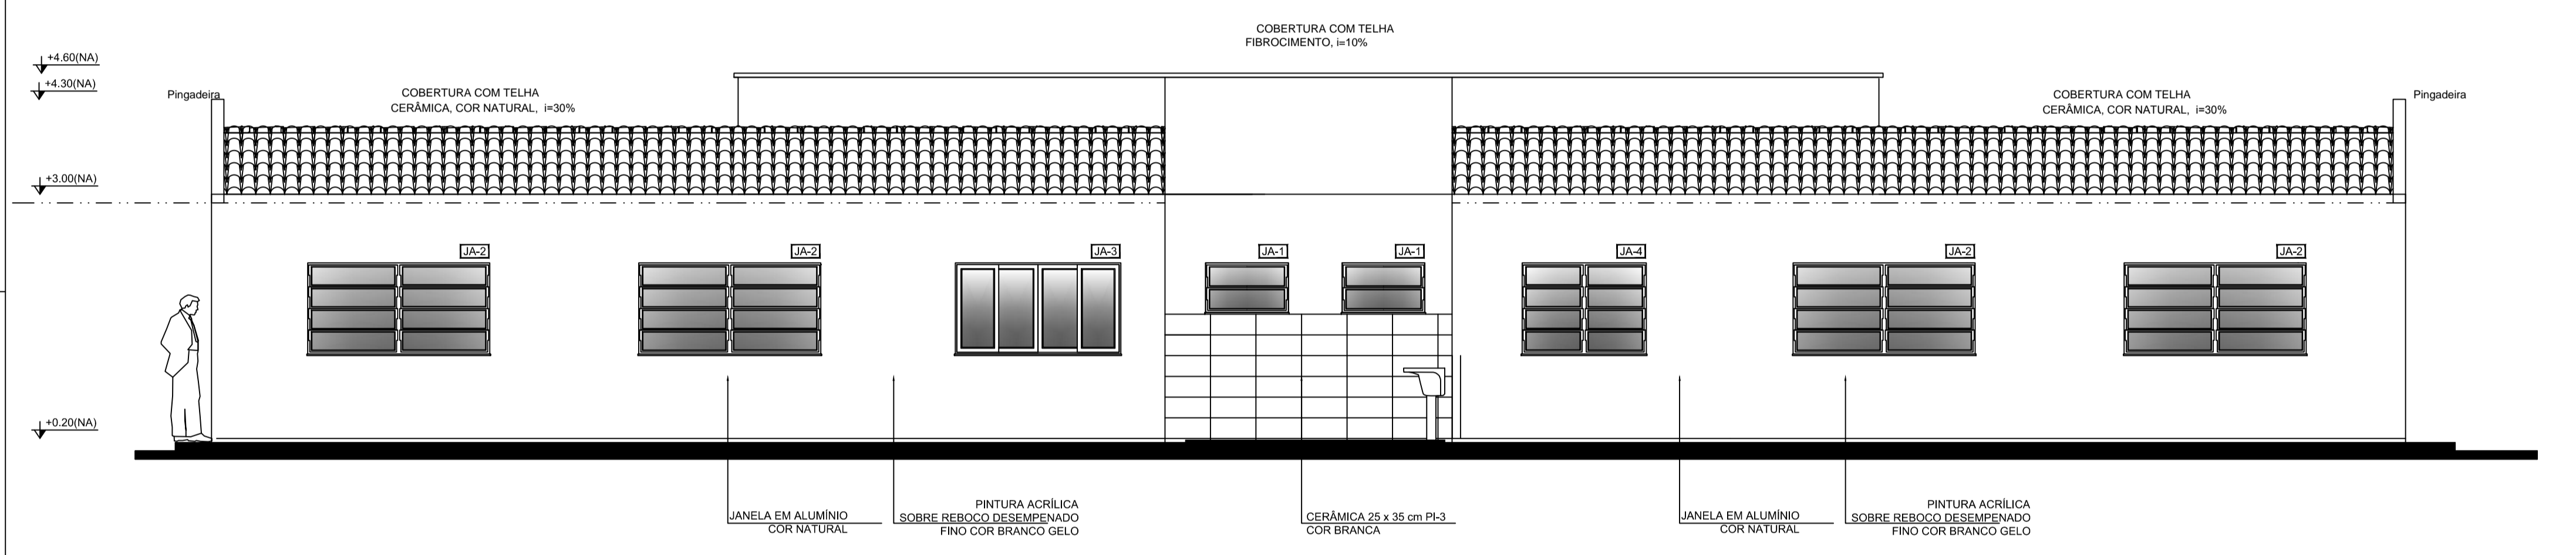 COBERTURA COM TELHA
FIBROCIMENTO, i=10%
+4.60(NA)
+4.30(NA)
Pingadeira
COBERTURA COM TELHA
CERÂMICA, COR NATURAL, i=30%
COBERTURA COM TELHA
CERÂMICA, COR NATURAL, i=30%
Pingadeira
+3.00(NA)
JA-2
JA-2
JA-3
JA-1
JA-1
JA-4
JA-2
JA-2
+0.20(NA)
JANELA EM ALUMÍNIO
COR NATURAL
PINTURA ACRÍLICA
SOBRE REBOCO DESEMPENADO
FINO COR BRANCO GELO
CERÂMICA 25 x 35 cm PI-3
COR BRANCA
JANELA EM ALUMÍNIO
COR NATURAL
PINTURA ACRÍLICA
SOBRE REBOCO DESEMPENADO
FINO COR BRANCO GELO